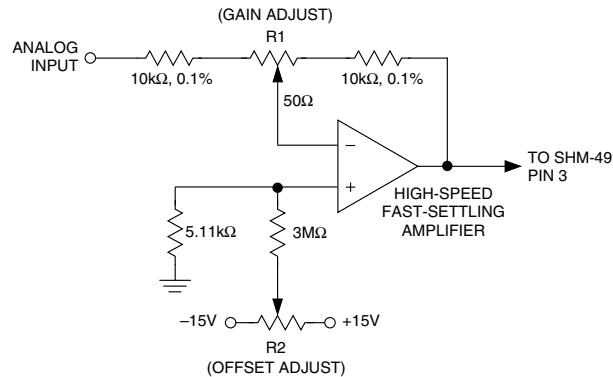 (GAIN ADJUST)
R1
ANALOG
INPUT
10kΩ, 0.1%
10kΩ, 0.1%
50Ω
−
+
TO SHM-49
PIN 3
HIGH-SPEED
FAST-SETTLING
AMPLIFIER
5.11kΩ
3MΩ
−15V
+15V
R2
(OFFSET ADJUST)